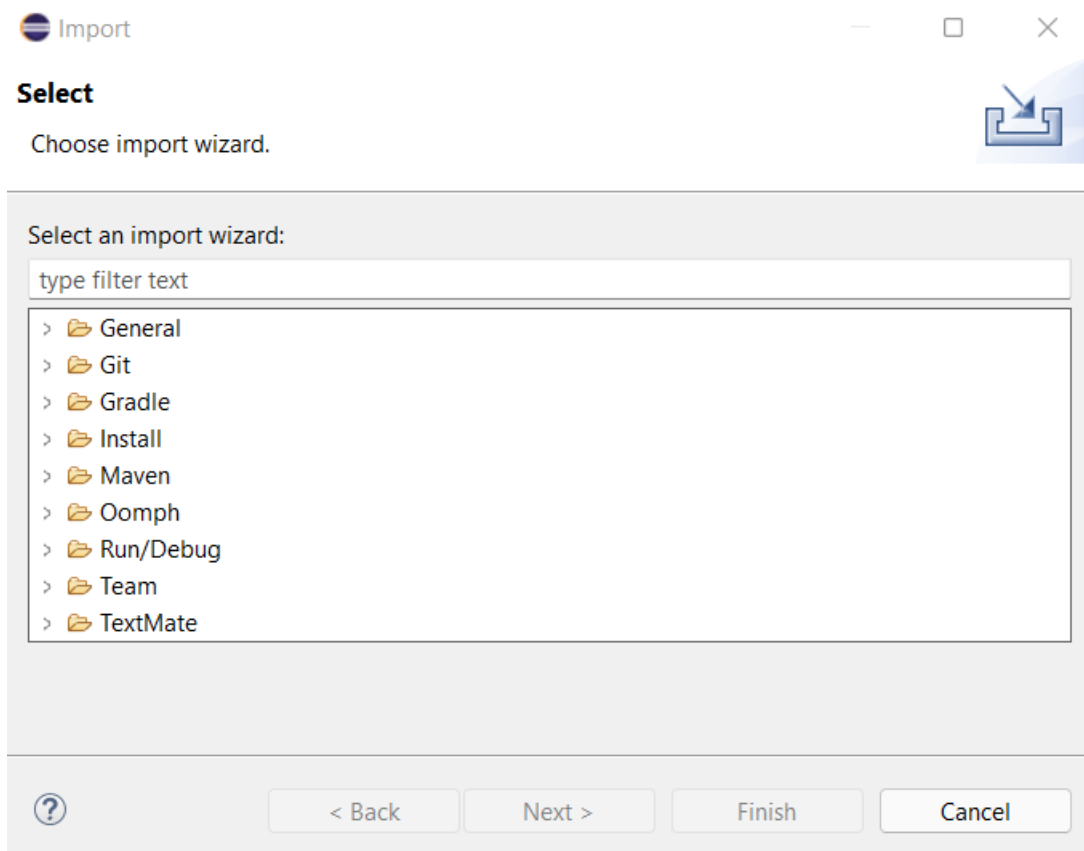 Import
Select
Choose import wizard.
Select an import wizard:
type filter text
General
Git
Gradle
Install
Maven
Oomph
Run/Debug
Team
TextMate
?
< Back Next > Finish Cancel